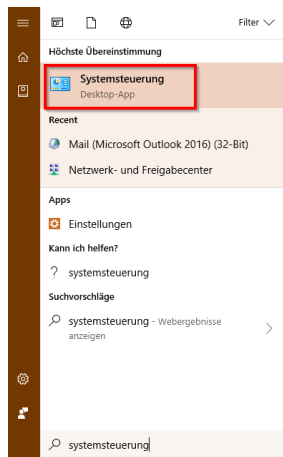 Filter
Höchste Übereinstimmung
Systemsteuerung
Desktop-App
Recent
Mail (Microsoft Outlook 2016) (32-Bit)
Netzwerk- und Freigabecenter
Apps
Einstellungen
Kann ich helfen?
? systemsteuerung
Suchvorschläge
systemsteuerung - Webergebnisse
anzeigen
systemsteuerung